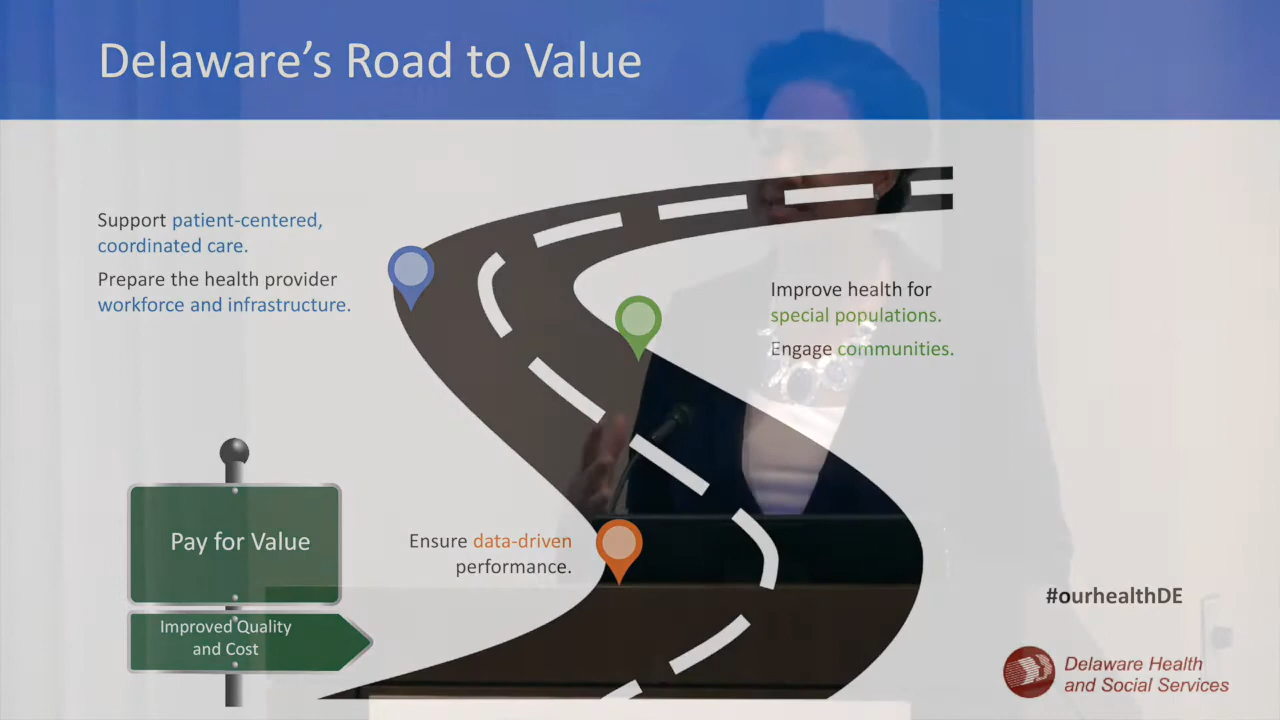 Delaware's Road to Value
Support patient-centered,
coordinated care.
Prepare the health provider
workforce and infrastructure.
Improve health for
special populations.
Engage communities.
Ensure data-driven
performance.
Pay for Value
Improved Quality
and Cost
#ourhealthDE
Delaware Health
and Social Services